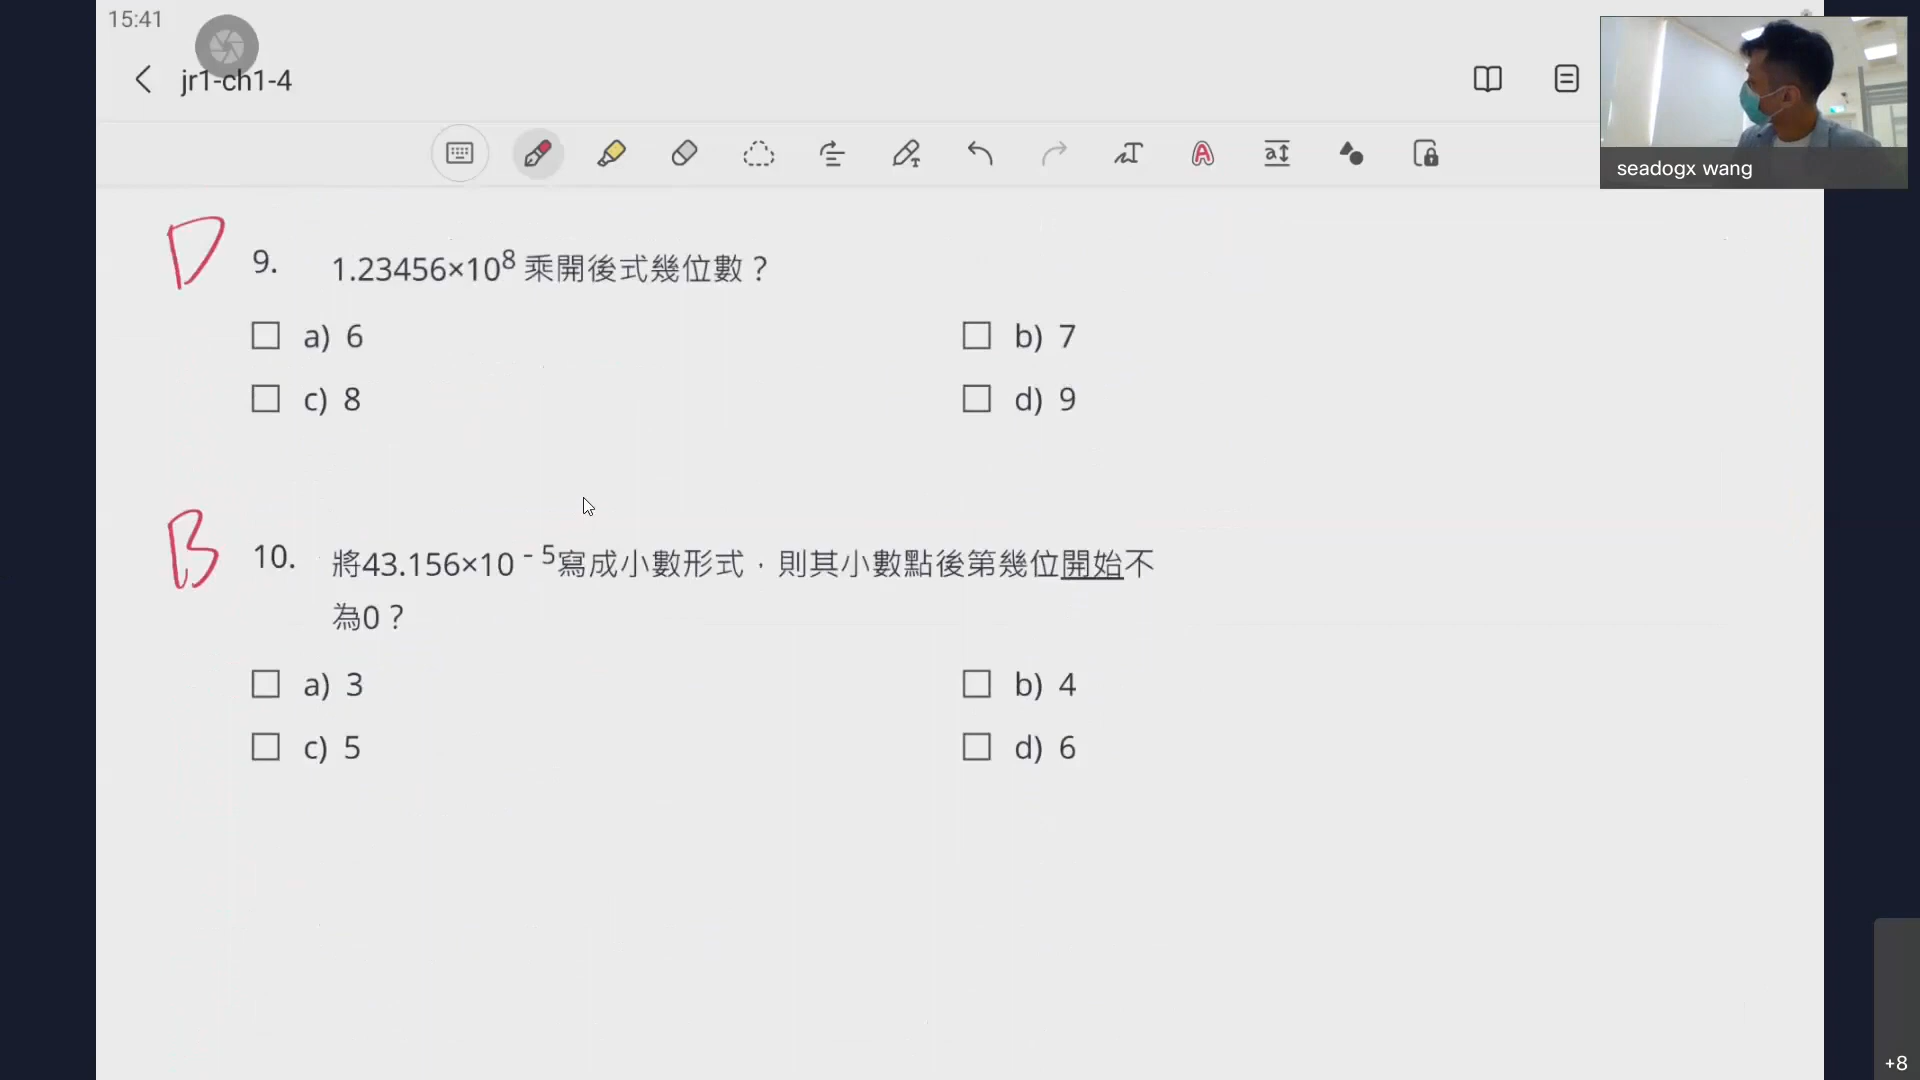 15:41
jr1-ch1-4
seadogx wang
D
9. 1.23456×10⁸ 乘開後式幾位數？
a) 6
b) 7
c) 8
d) 9
B
10. 將43.156×10⁻⁵寫成小數形式，則其小數點後第幾位開始不
為0？
a) 3
b) 4
c) 5
d) 6
+8